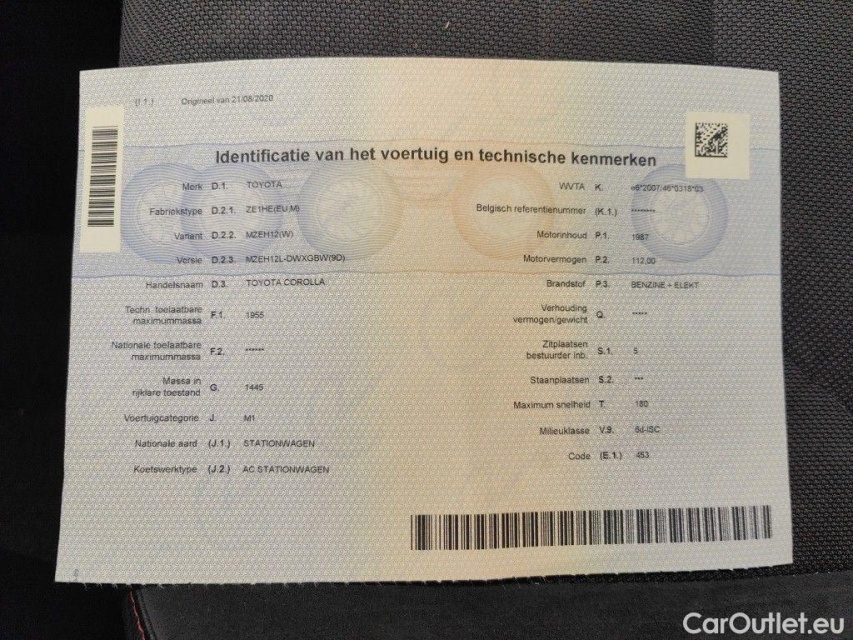 (I.1.) Origineel van 21/08/2020
Identificatie van het voertuig en technische kenmerken
Merk D.1. TOYOTA
Fabriekstype D.2.1. ZE1HE(EU,M)
Variant D.2.2. MZEH12(W)
Versie D.2.3. MZEH12L-DWXGBW(9D)
Handelsnaam D.3. TOYOTA COROLLA
Techn. toelaatbare
maximummassa F.1. 1955
Nationale toelaatbare
maximummassa F.2. ******
Massa in
rijklare toestand G. 1445
Voertuigcategorie J. M1
Nationale aard (J.1.) STATIONWAGEN
Koetswerktype (J.2.) AC STATIONWAGEN
WVTA K. e6*2007/46*0318*03
Belgisch referentienummer (K.1.) ********
Motorinhoud P.1. 1987
Motorvermogen P.2. 112,00
Brandstof P.3. BENZINE + ELEKT
Verhouding
vermogen/gewicht Q. *****
Zitplaatsen
bestuurder inb. S.1. 5
Staanplaatsen S.2. ***
Maximum snelheid T. 180
Milieuklasse V.9. 6d-ISC
Code (E.1.) 453
CarOutlet.eu